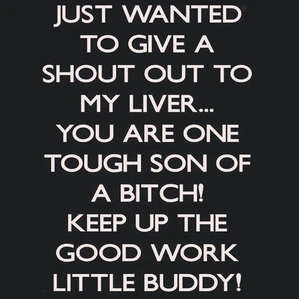 JUST WANTED
TO GIVE A
SHOUT OUT TO
MY LIVER...
YOU ARE ONE
TOUGH SON OF
A BITCH!
KEEP UP THE
GOOD WORK
LITTLE BUDDY!